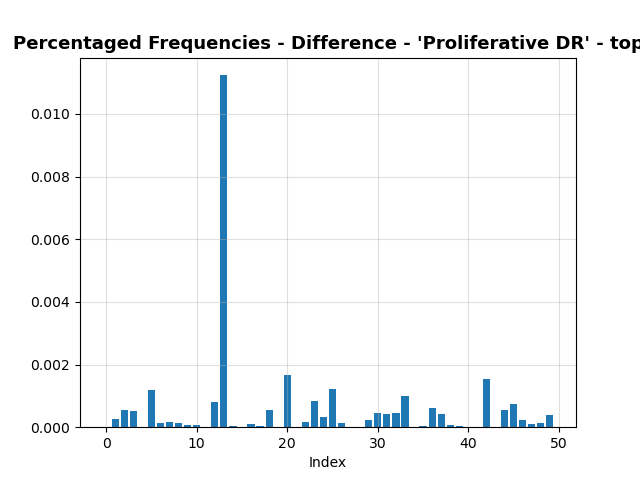 Percentaged Frequencies - Difference - 'Proliferative DR' - top
0.010
0.008
0.006
0.004
0.002
0.000
0 10 20 30 40 50
Index